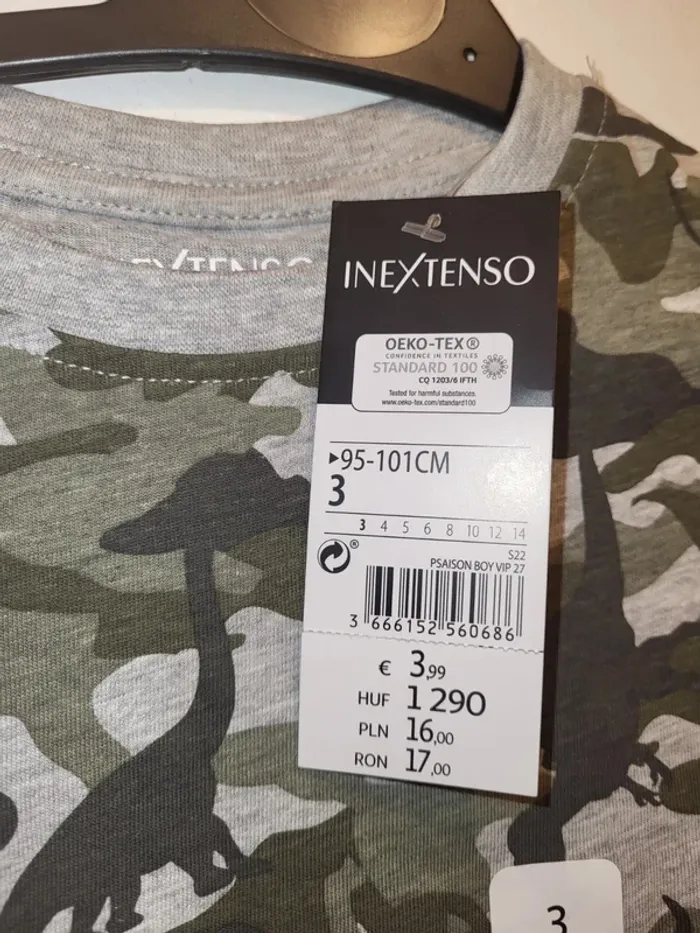 INEXTENSO
INEXTENSO
OEKO-TEX®
CONFIDENCE IN TEXTILES
STANDARD 100
CQ 1203/6 IFTH
Tested for harmful substances.
www.oeko-tex.com/standard100
▶95-101CM
3
3 4 5 6 8 10 12 14
S22
®
PSAISON BOY VIP 27
3 666152 560686
€ 3,99
HUF 1 290
PLN 16,00
RON 17,00
3